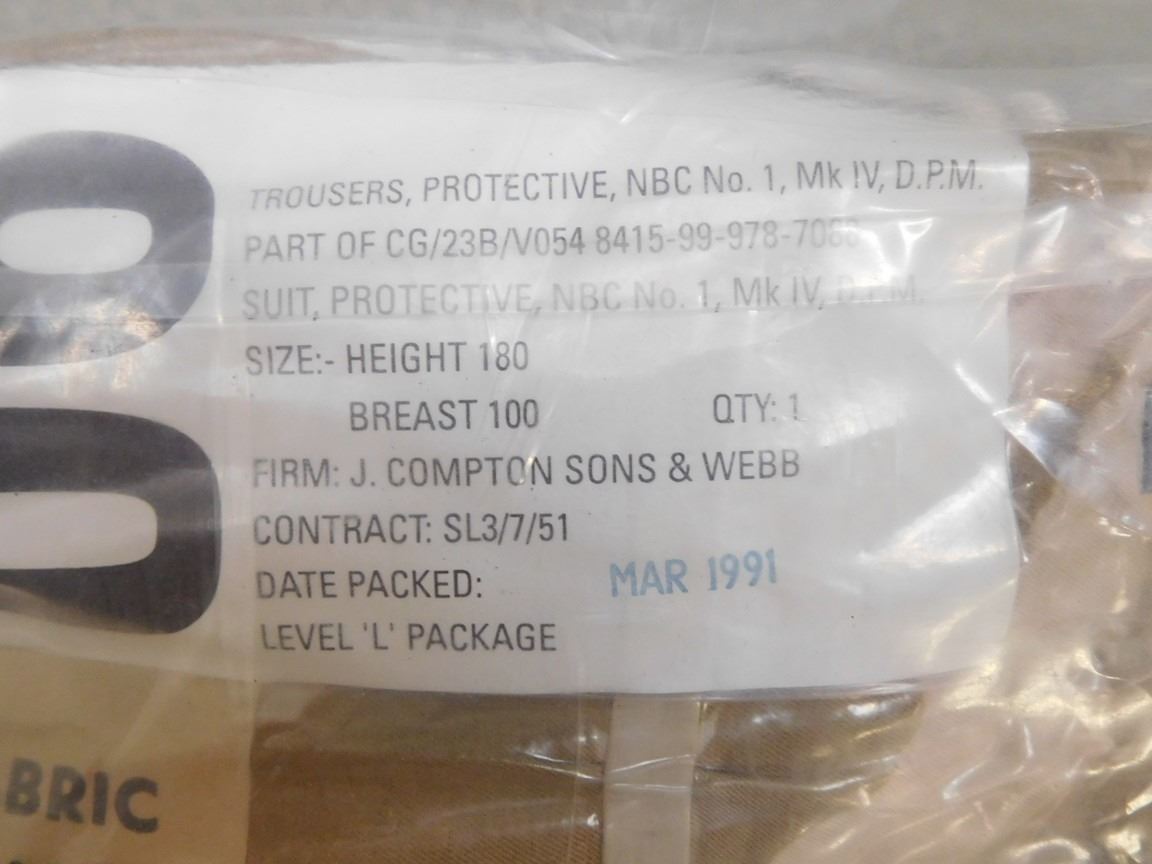 TROUSERS, PROTECTIVE, NBC No. 1, Mk IV, D.P.M.
PART OF CG/23B/V054 8415-99-978-
SUIT, PROTECTIVE, NBC No. 1, Mk IV, D.P.M.
SIZE:- HEIGHT 180
BREAST 100 QTY: 1
FIRM: J. COMPTON SONS & WEBB
CONTRACT: SL3/7/51
DATE PACKED: MAR 1991
LEVEL 'L' PACKAGE
BRIC